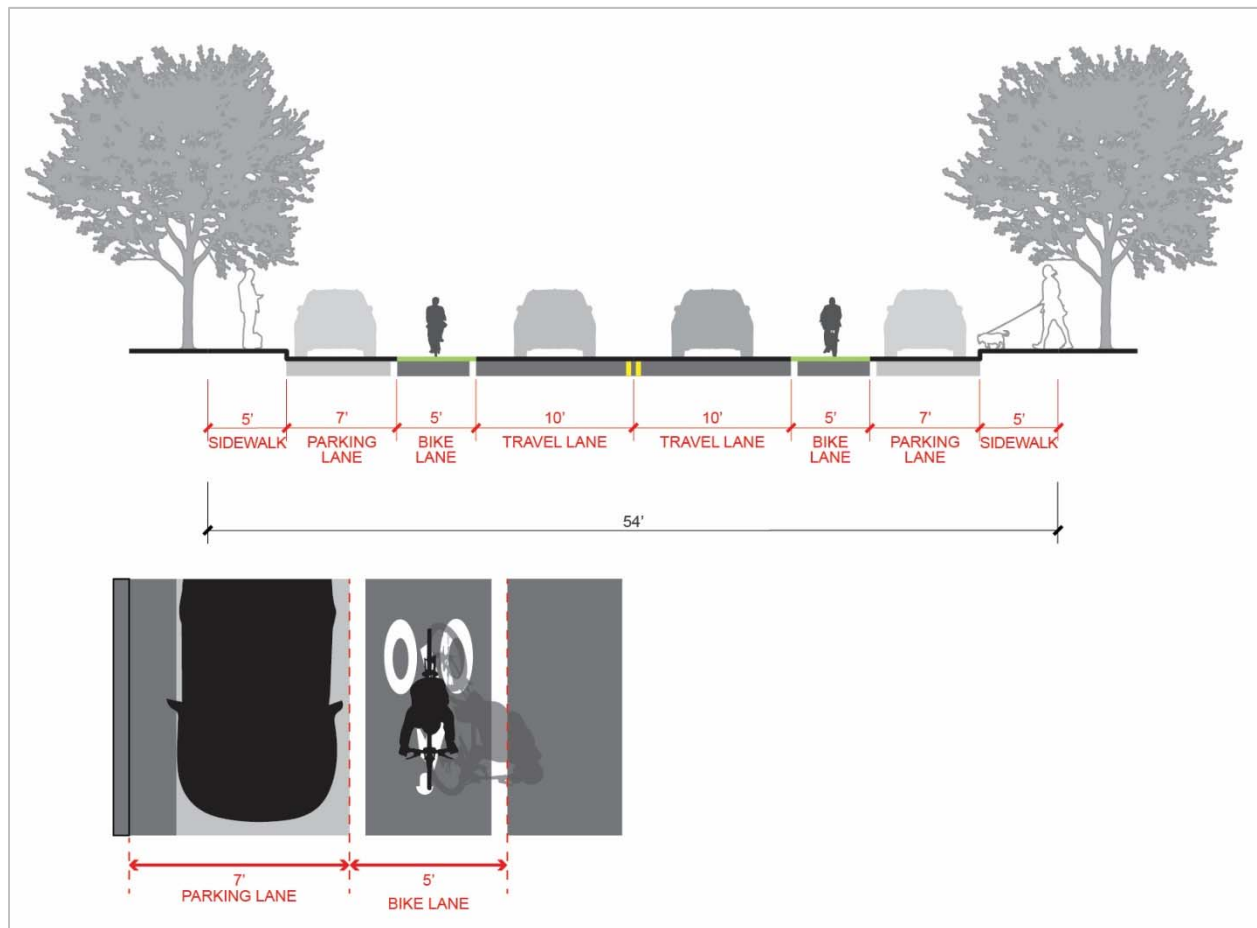 5' 7' 5' 10' 10' 5' 7' 5'
SIDEWALK PARKING BIKE TRAVEL LANE TRAVEL LANE BIKE PARKING SIDEWALK
LANE LANE LANE LANE
54'
7' 5'
PARKING LANE BIKE LANE